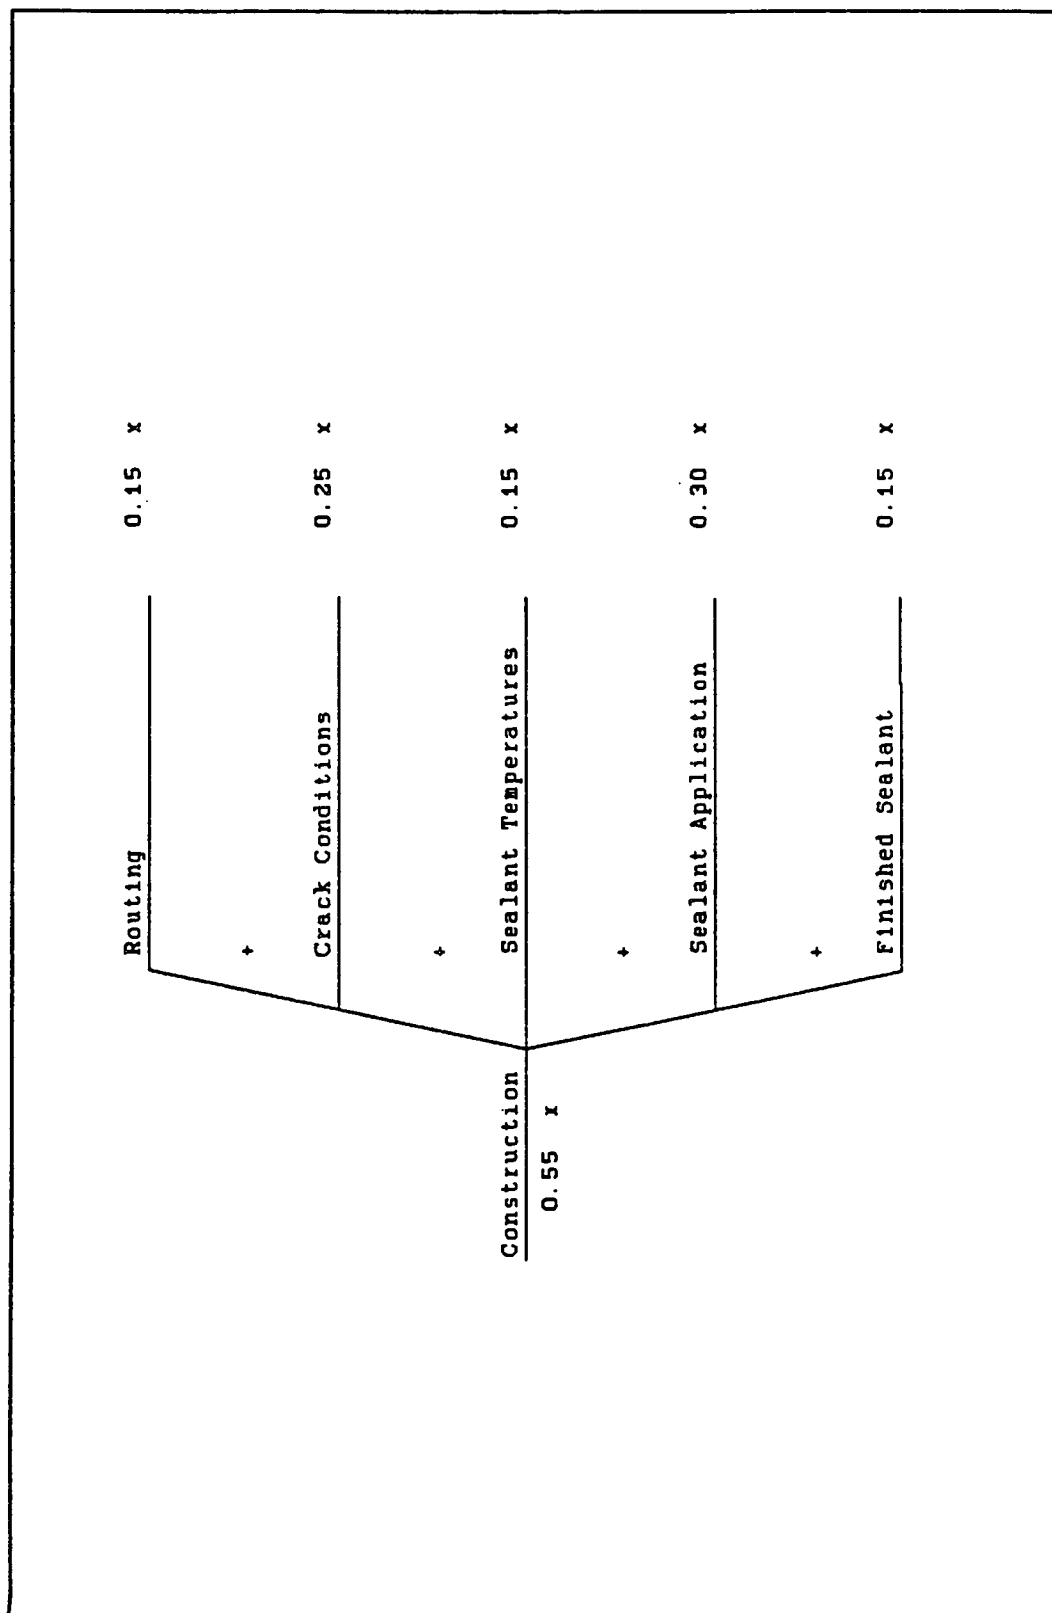 Routing 0.15 x
+
Crack Conditions 0.25 x
+
Construction Sealant Temperatures 0.15 x
0.55 x
+
Sealant Application 0.30 x
+
Finished Sealant 0.15 x